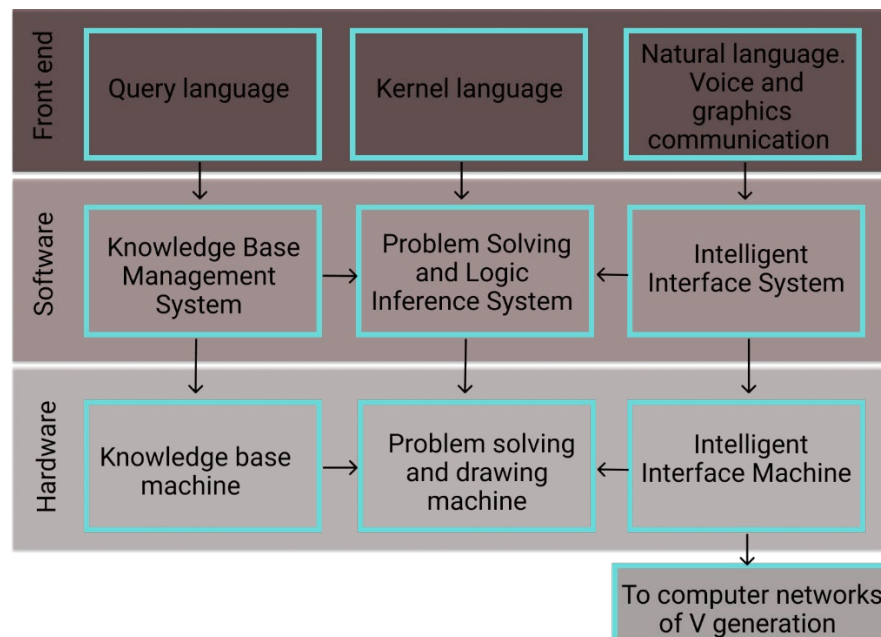 Front end
Query language
Kernel language
Natural language.
Voice and
graphics
communication
Software
Knowledge Base
Management
System
Problem Solving
and Logic
Inference System
Intelligent
Interface System
Hardware
Knowledge base
machine
Problem solving
and drawing
machine
Intelligent
Interface Machine
To computer networks
of V generation